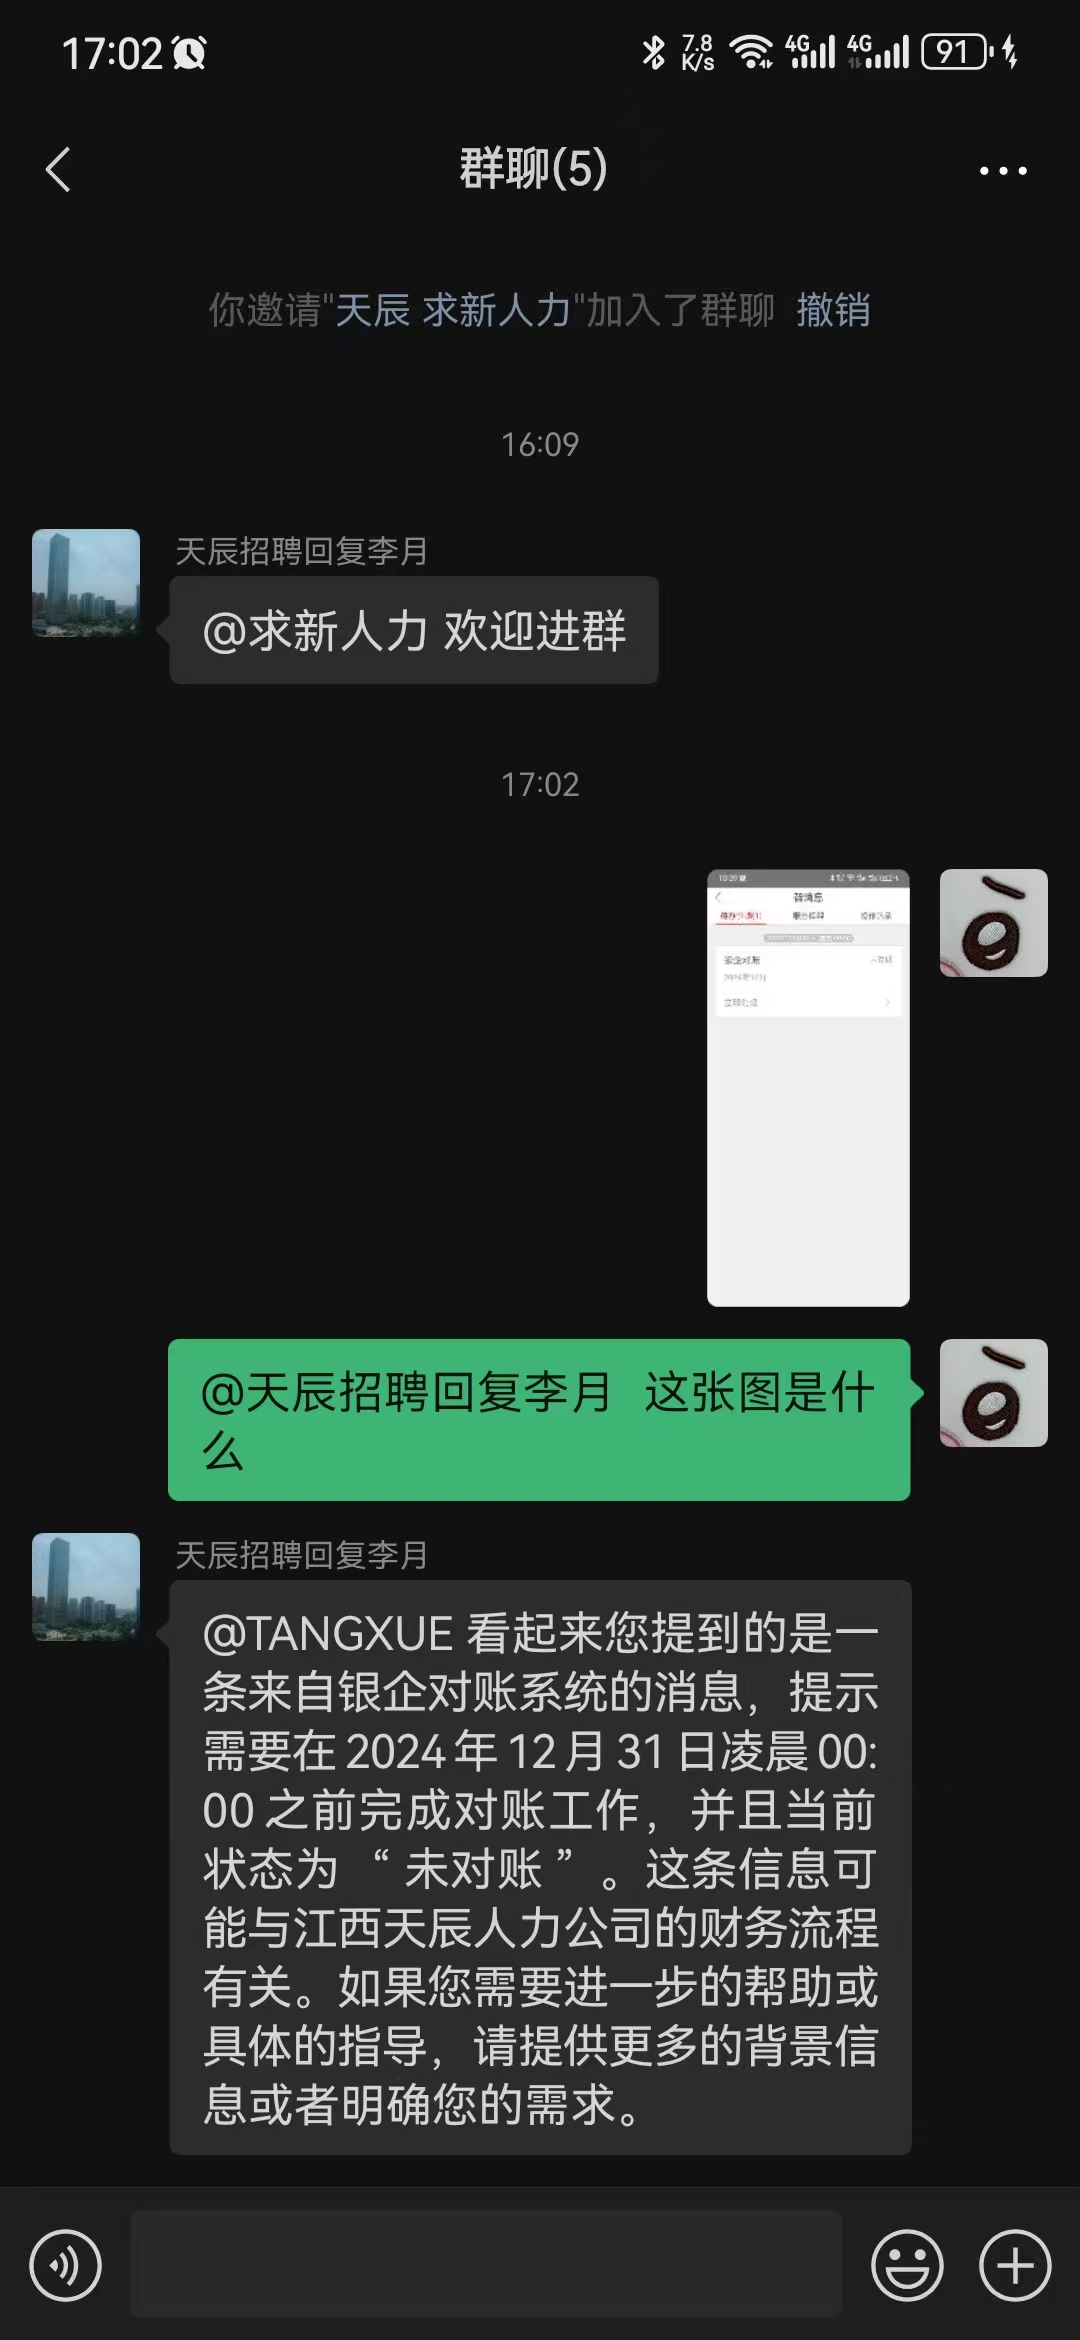 17:02
7.8
K/s
4G
4G
91
群聊(5)
你邀请"天辰 求新人力"加入了群聊 撤销
16:09
天辰招聘回复李月
@求新人力 欢迎进群
17:02
银企对账
@天辰招聘回复李月 这张图是什
么
天辰招聘回复李月
@TANGXUE 看起来您提到的是一
条来自银企对账系统的消息，提示
需要在 2024 年 12 月 31 日凌晨 00:
00 之前完成对账工作，并且当前
状态为 “ 未对账 ” 。这条信息可
能与江西天辰人力公司的财务流程
有关。如果您需要进一步的帮助或
具体的指导，请提供更多的背景信
息或者明确您的需求。